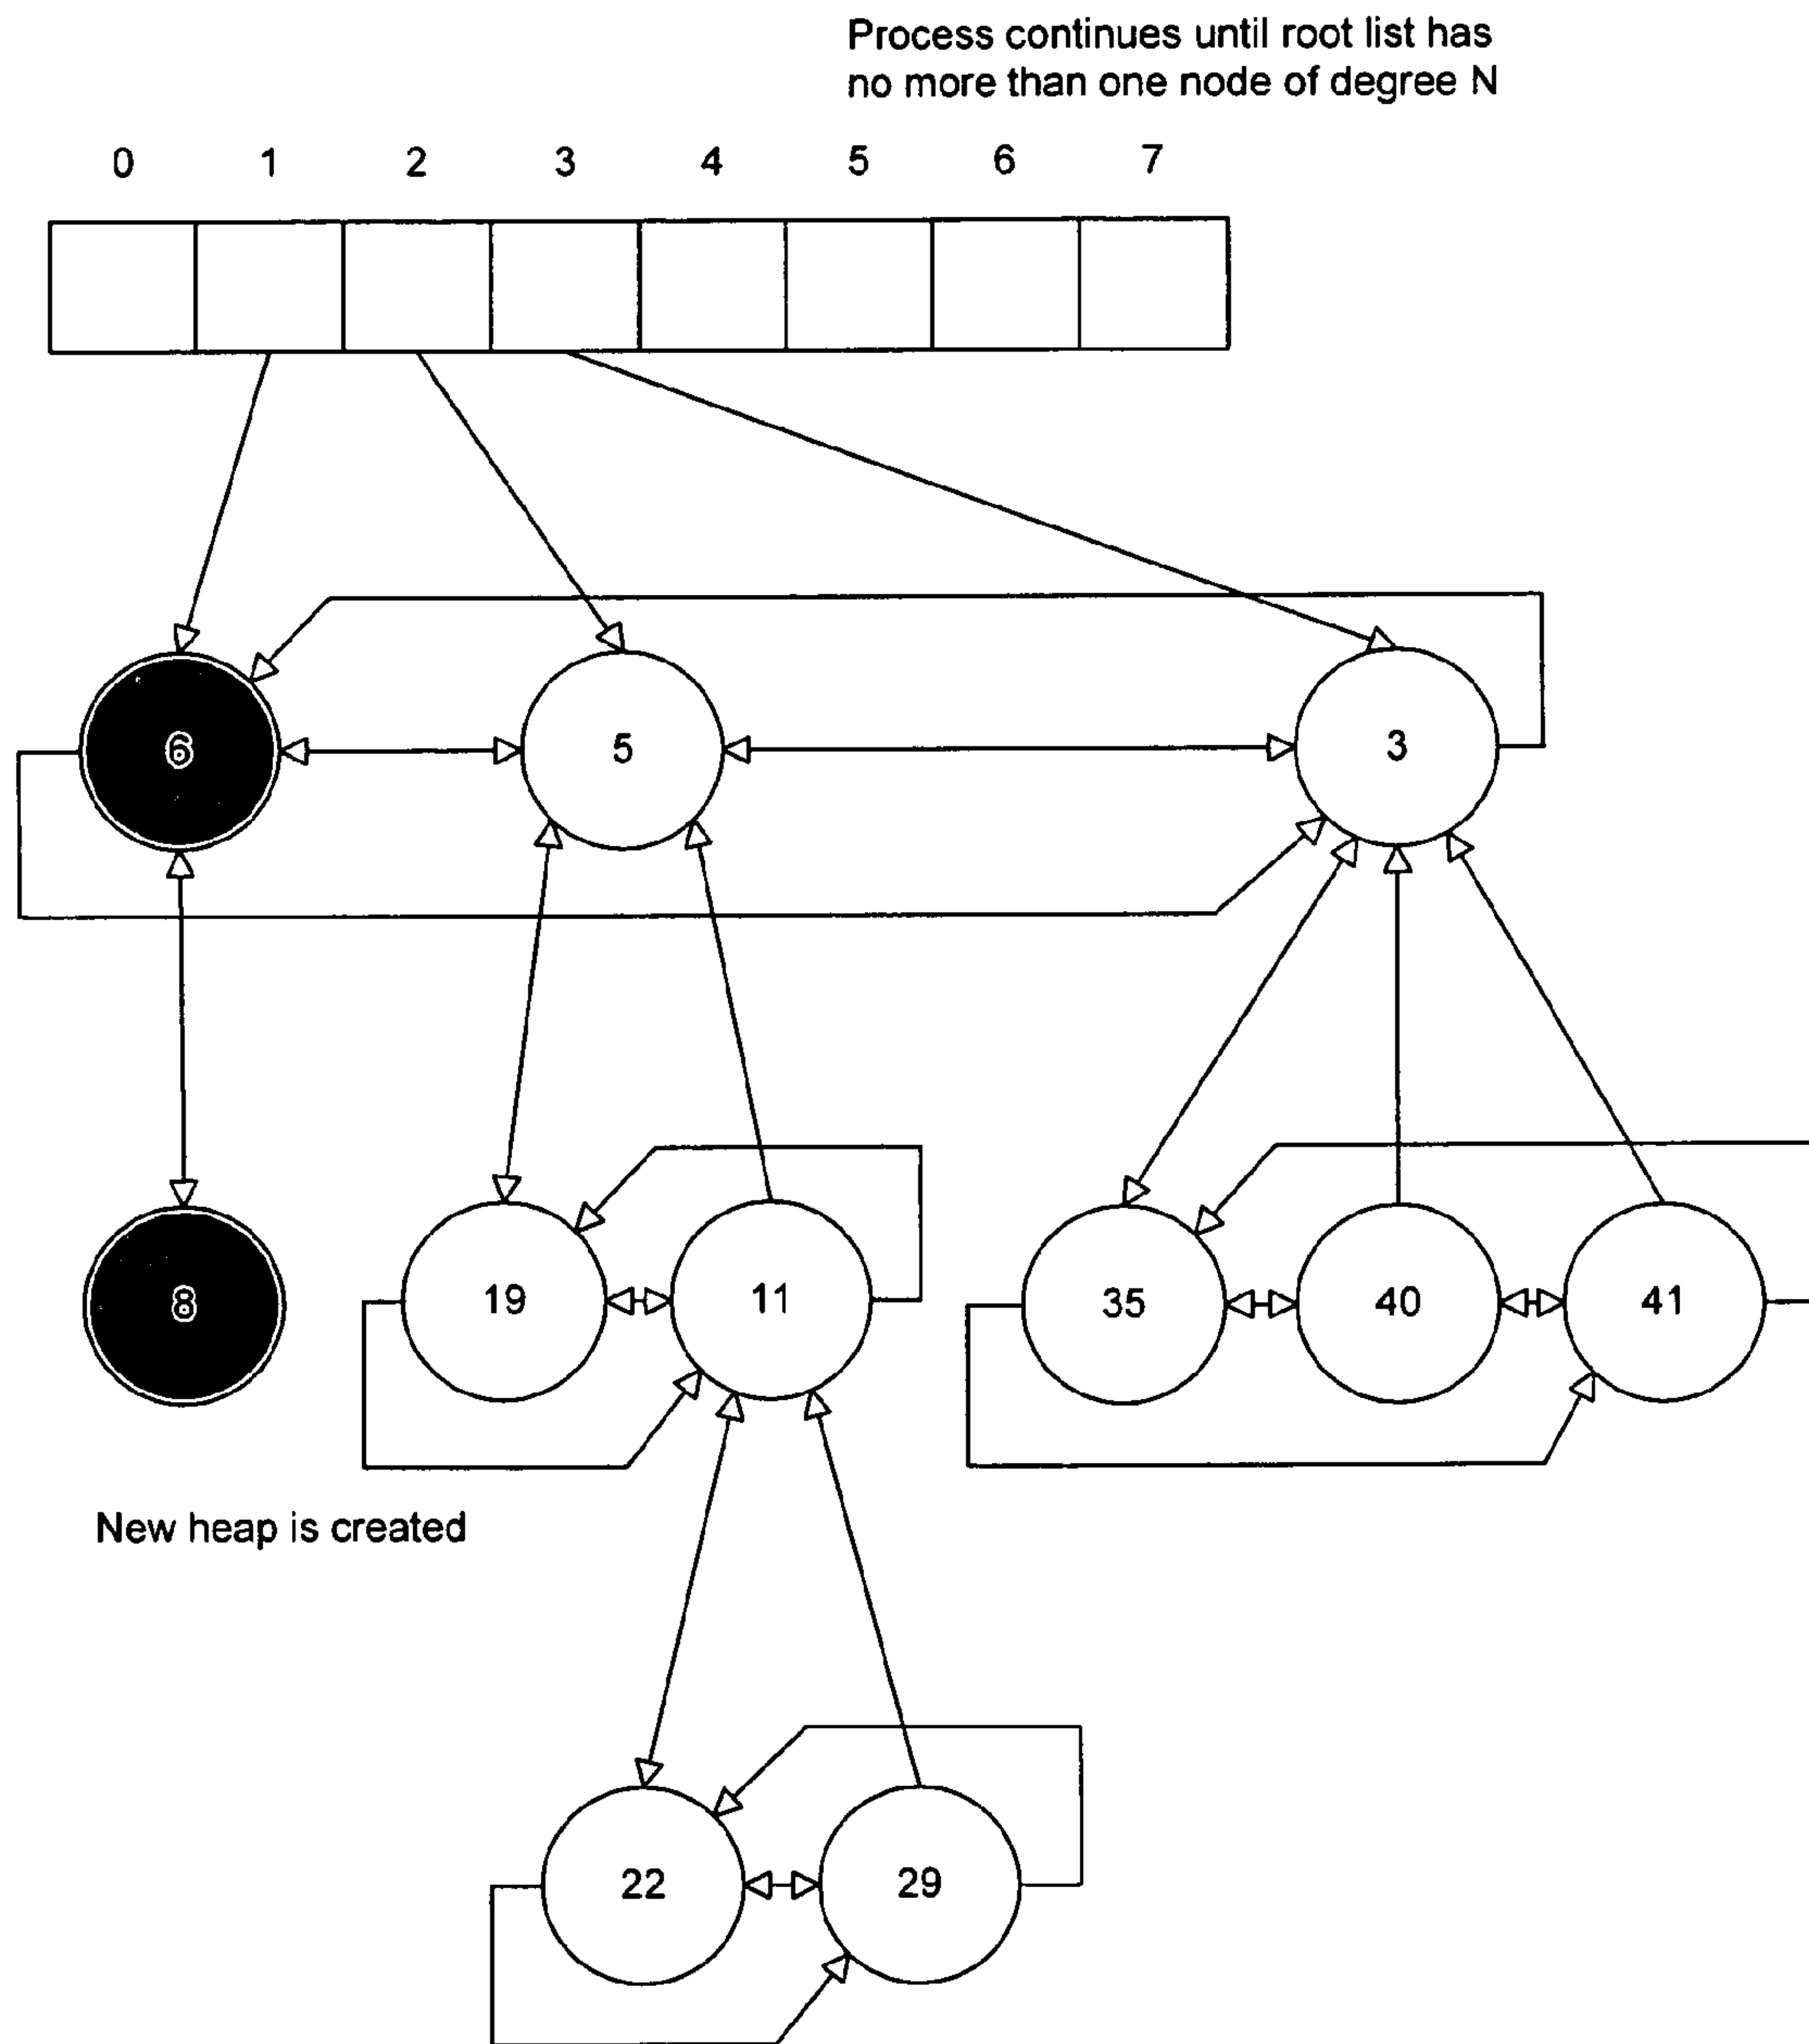 Process continues until root list has
no more than one node of degree N
0 1 2 3 4 5 6 7
6 5 3
8 19 11 35 40 41
New heap is created
22 29